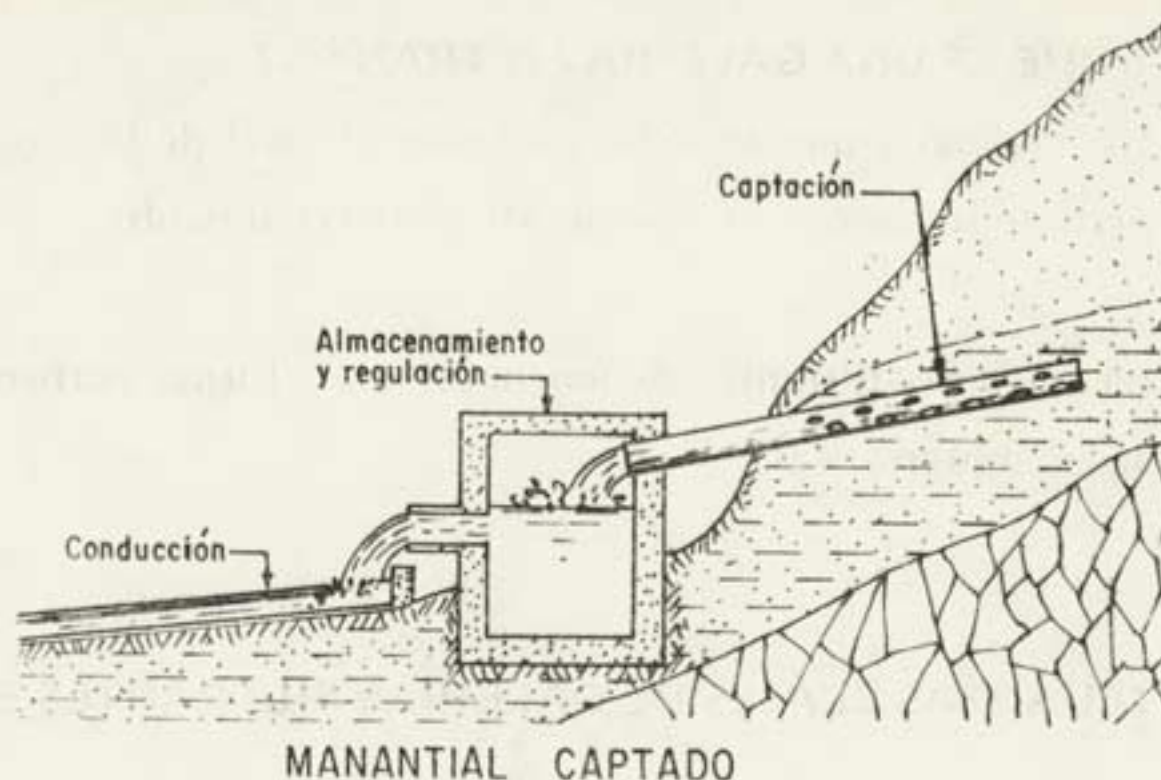 Captación
Almacenamiento
y regulación
Conducción
MANANTIAL CAPTADO